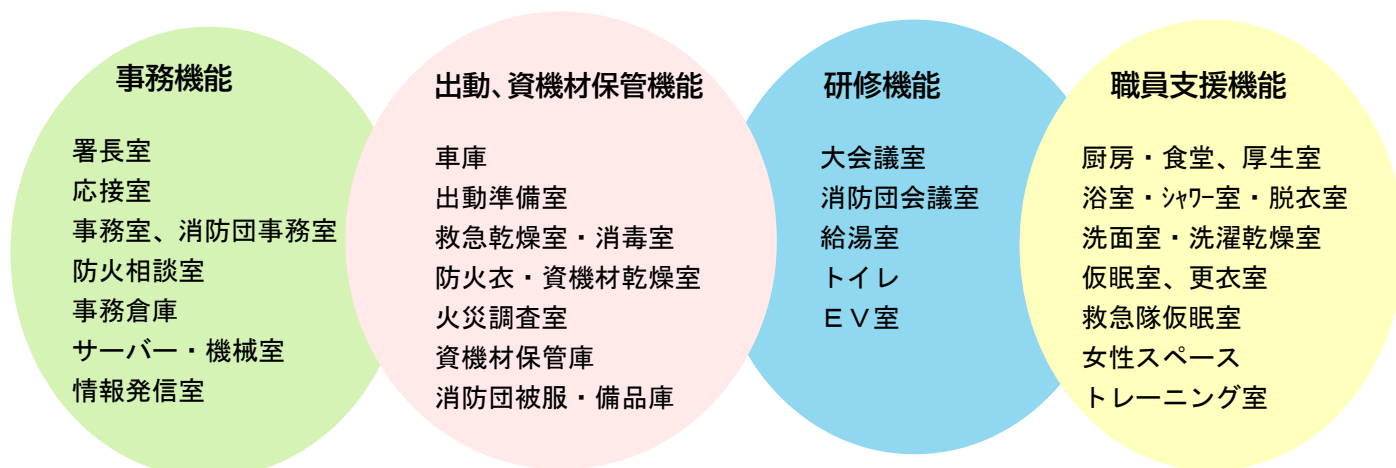 事務機能
署長室
応接室
事務室、消防団事務室
防火相談室
事務倉庫
サーバー・機械室
情報発信室
出動、資機材保管機能
車庫
出動準備室
救急乾燥室・消毒室
防火衣・資機材乾燥室
火災調査室
資機材保管庫
消防団被服・備品庫
研修機能
大会議室
消防団会議室
給湯室
トイレ
ＥＶ室
職員支援機能
厨房・食堂、厚生室
浴室・ｼｬﾜｰ室・脱衣室
洗面室・洗濯乾燥室
仮眠室、更衣室
救急隊仮眠室
女性スペース
トレーニング室